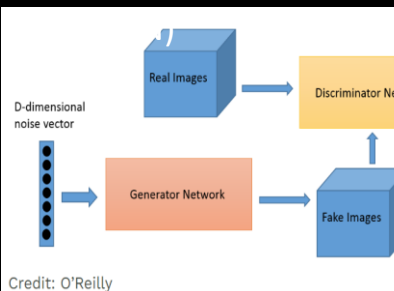 Real Images
Discriminator Ne
D-dimensional
noise vector
Generator Network
Fake Images
Credit: O'Reilly